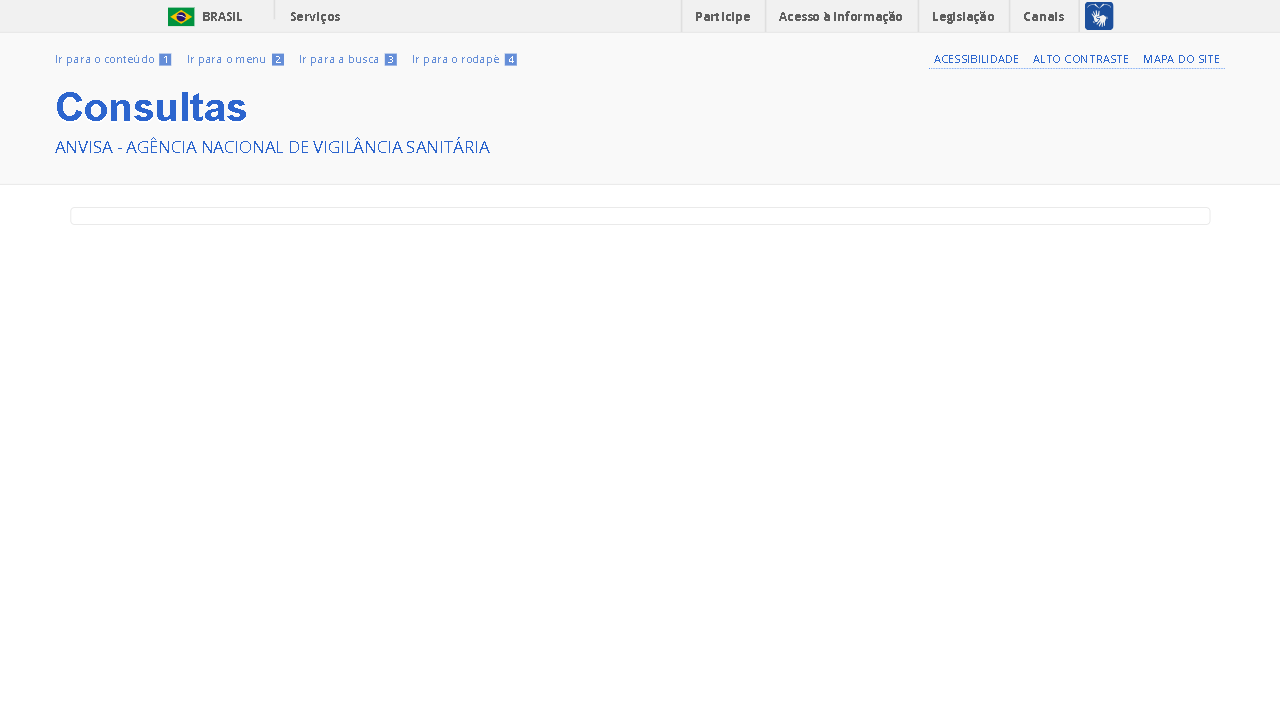 BRASIL Serviços Participe Acesso à informação Legislação Canais
Ir para o conteúdo 1 Ir para o menu 2 Ir para a busca 3 Ir para o rodapé 4 ACESSIBILIDADE ALTO CONTRASTE MAPA DO SITE
Consultas
ANVISA - AGÊNCIA NACIONAL DE VIGILÂNCIA SANITÁRIA